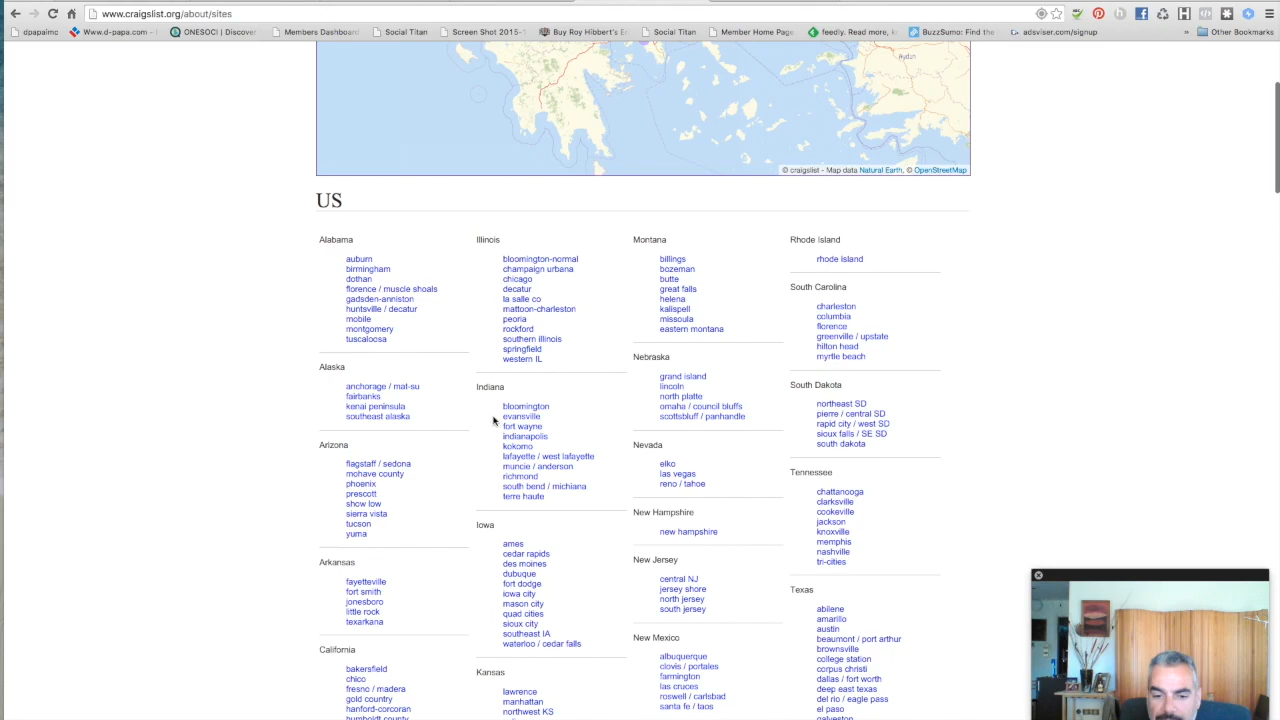 www.craigslist.org/about/sites
dpapaimc
Www.d-papa.com -
ONESOCI | Discover
Members Dashboard
Social Titan
Screen Shot 2015-1
Buy Roy Hibbert's Er
Social Titan
Member Home Page
feedly. Read more, k
BuzzSumo: Find the
adsviser.com/signup
»
Other Bookmarks
Aydın
© craigslist - Map data Natural Earth, © OpenStreetMap
US
Alabama
auburn
birmingham
dothan
florence / muscle shoals
gadsden-anniston
huntsville / decatur
mobile
montgomery
tuscaloosa
Alaska
anchorage / mat-su
fairbanks
kenai peninsula
southeast alaska
Arizona
flagstaff / sedona
mohave county
phoenix
prescott
show low
sierra vista
tucson
yuma
Arkansas
fayetteville
fort smith
jonesboro
little rock
texarkana
California
bakersfield
chico
fresno / madera
gold country
hanford-corcoran
humboldt county
Illinois
bloomington-normal
champaign urbana
chicago
decatur
la salle co
mattoon-charleston
peoria
rockford
southern illinois
springfield
western IL
Indiana
bloomington
evansville
fort wayne
indianapolis
kokomo
lafayette / west lafayette
muncie / anderson
richmond
south bend / michiana
terre haute
Iowa
ames
cedar rapids
des moines
dubuque
fort dodge
iowa city
mason city
quad cities
sioux city
southeast IA
waterloo / cedar falls
Kansas
lawrence
manhattan
northwest KS
Montana
billings
bozeman
butte
great falls
helena
kalispell
missoula
eastern montana
Nebraska
grand island
lincoln
north platte
omaha / council bluffs
scottsbluff / panhandle
Nevada
elko
las vegas
reno / tahoe
New Hampshire
new hampshire
New Jersey
central NJ
jersey shore
north jersey
south jersey
New Mexico
albuquerque
clovis / portales
farmington
las cruces
roswell / carlsbad
santa fe / taos
Rhode Island
rhode island
South Carolina
charleston
columbia
florence
greenville / upstate
hilton head
myrtle beach
South Dakota
northeast SD
pierre / central SD
rapid city / west SD
sioux falls / SE SD
south dakota
Tennessee
chattanooga
clarksville
cookeville
jackson
knoxville
memphis
nashville
tri-cities
Texas
abilene
amarillo
austin
beaumont / port arthur
brownsville
college station
corpus christi
dallas / fort worth
deep east texas
del rio / eagle pass
el paso
galveston